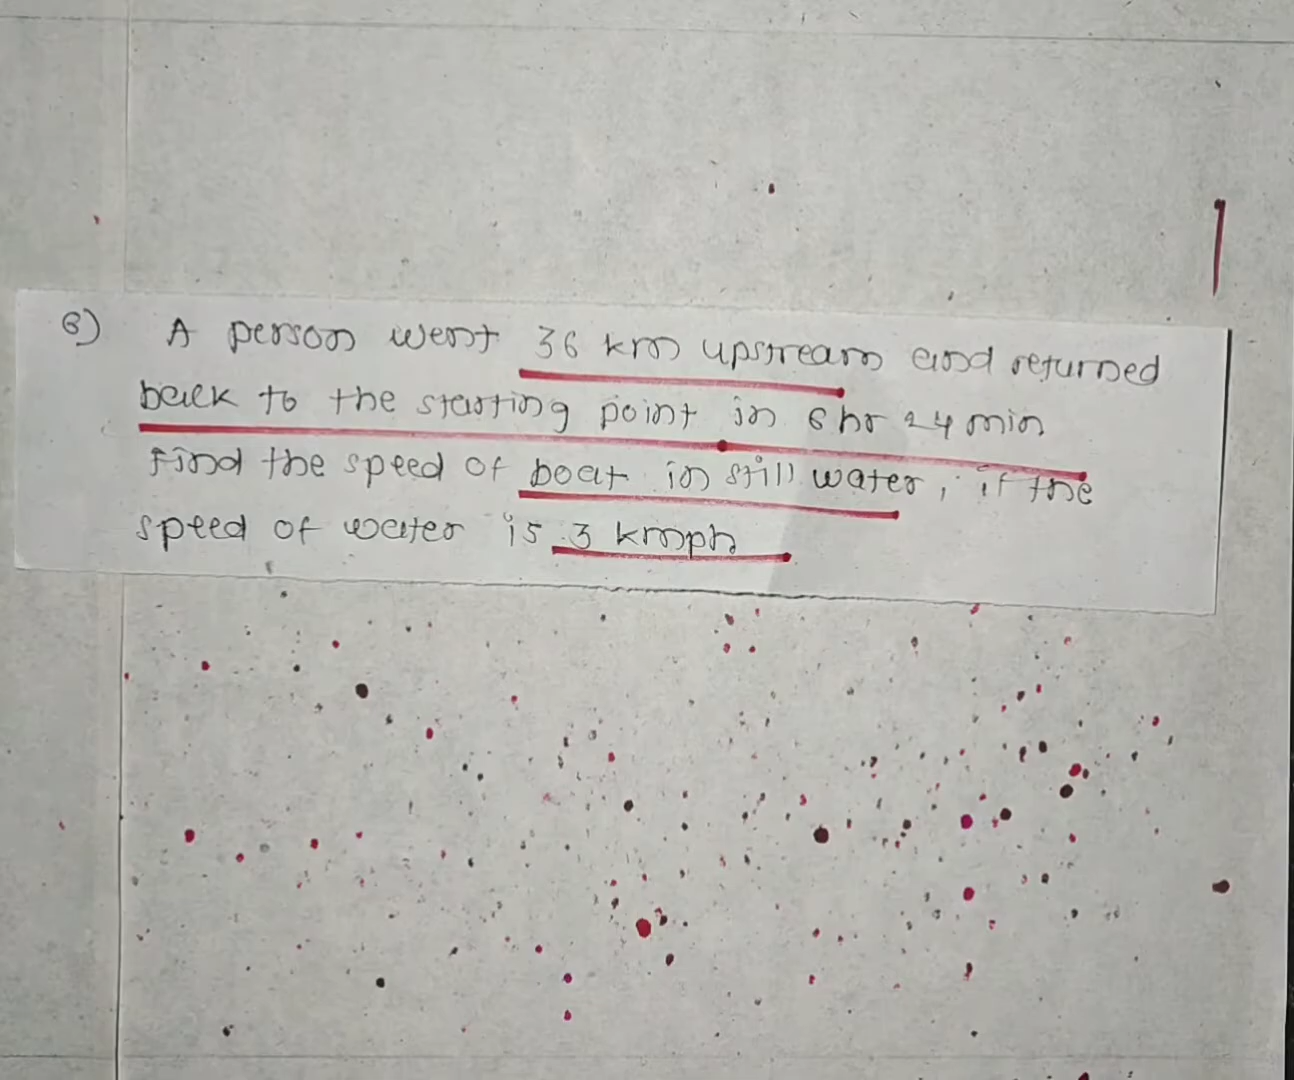 6) A person went 36 km upstream and returned
back to the starting point in 6 hr 24 min
Find the speed of boat in still water, if the
speed of water is 3 kmph